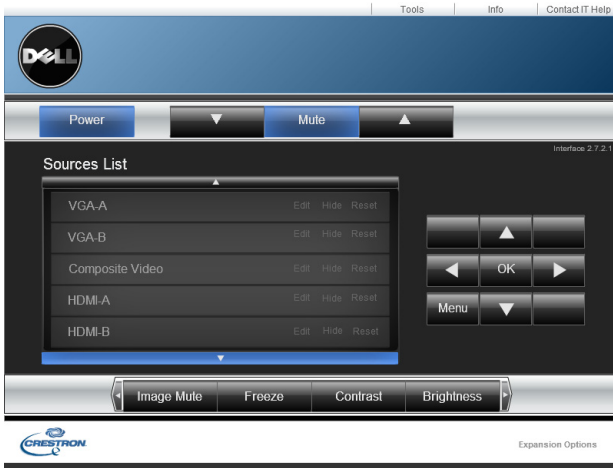 Tools Info Contact IT Help
DELL
Power Mute
Interface 2.7.2.1
Sources List
VGA-A Edit Hide Reset
VGA-B Edit Hide Reset
Composite Video Edit Hide Reset
HDMI-A Edit Hide Reset
HDMI-B Edit Hide Reset
OK
Menu
Image Mute Freeze Contrast Brightness
CRESTRON
Expansion Options